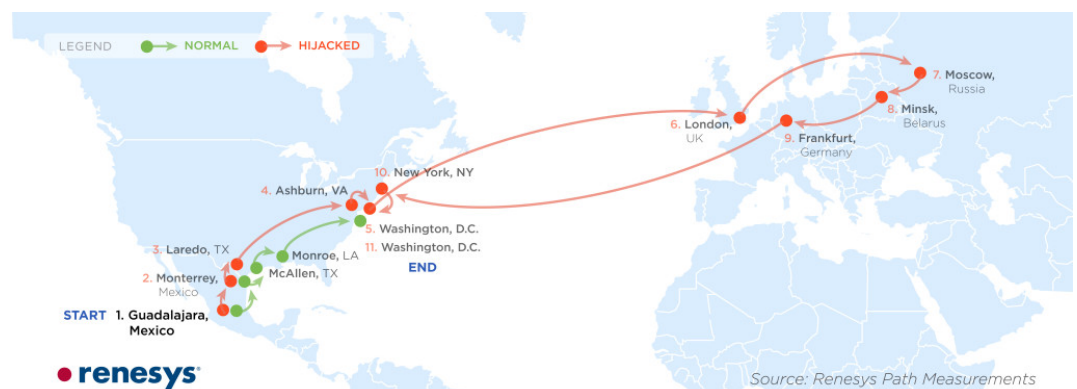 LEGEND NORMAL HIJACKED
7. Moscow,
Russia
8. Minsk,
Belarus
6. London,
UK
9. Frankfurt,
Germany
10. New York, NY
4. Ashburn, VA
5. Washington, D.C.
11. Washington, D.C.
END
3. Laredo, TX
Monroe, LA
McAllen, TX
2. Monterrey,
Mexico
START 1. Guadalajara,
Mexico
renesys
Source: Renesys Path Measurements